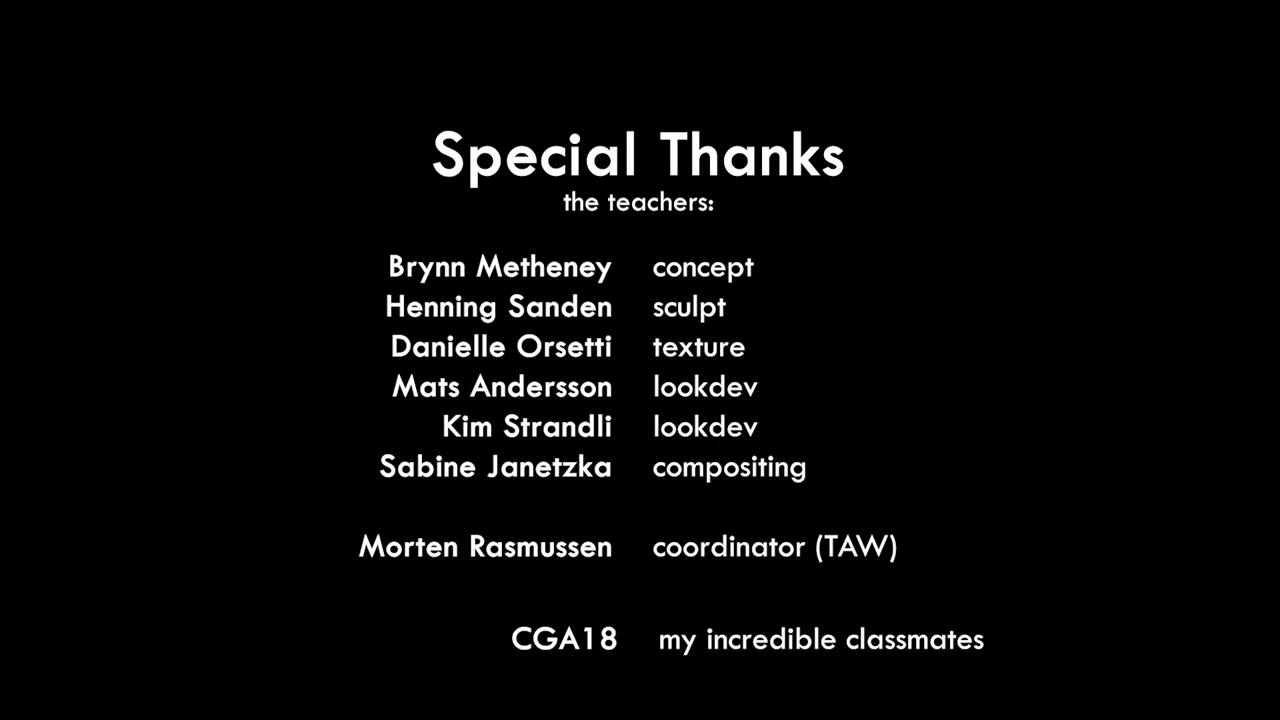 Special Thanks
the teachers:
Brynn Metheney concept
Henning Sanden sculpt
Danielle Orsetti texture
Mats Andersson lookdev
Kim Strandli lookdev
Sabine Janetzka compositing
Morten Rasmussen coordinator (TAW)
CGA18 my incredible classmates